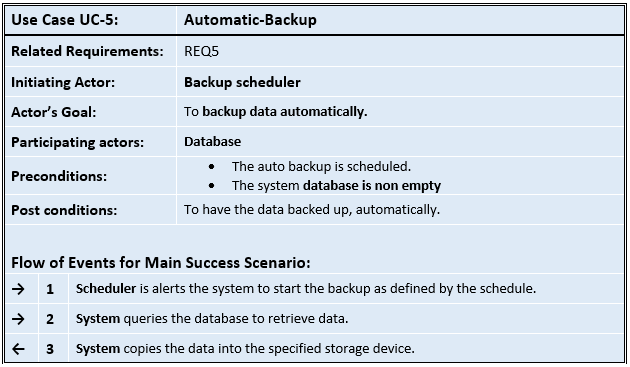 Use Case UC-5: Automatic-Backup
Related Requirements: REQ5
Initiating Actor: Backup scheduler
Actor’s Goal: To backup data automatically.
Participating actors: Database
Preconditions:
• The auto backup is scheduled.
• The system database is non empty
Post conditions: To have the data backed up, automatically.
Flow of Events for Main Success Scenario:
→ 1 Scheduler is alerts the system to start the backup as defined by the schedule.
→ 2 System queries the database to retrieve data.
← 3 System copies the data into the specified storage device.